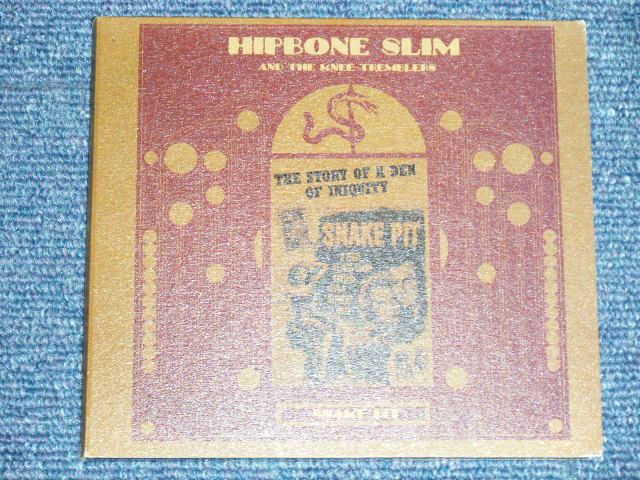 HIPBONE SLIM
AND THE KNEE TREMBLERS
THE STORY OF A DEN
OF INIQUITY
SNAKE PIT
SNAKE PIT